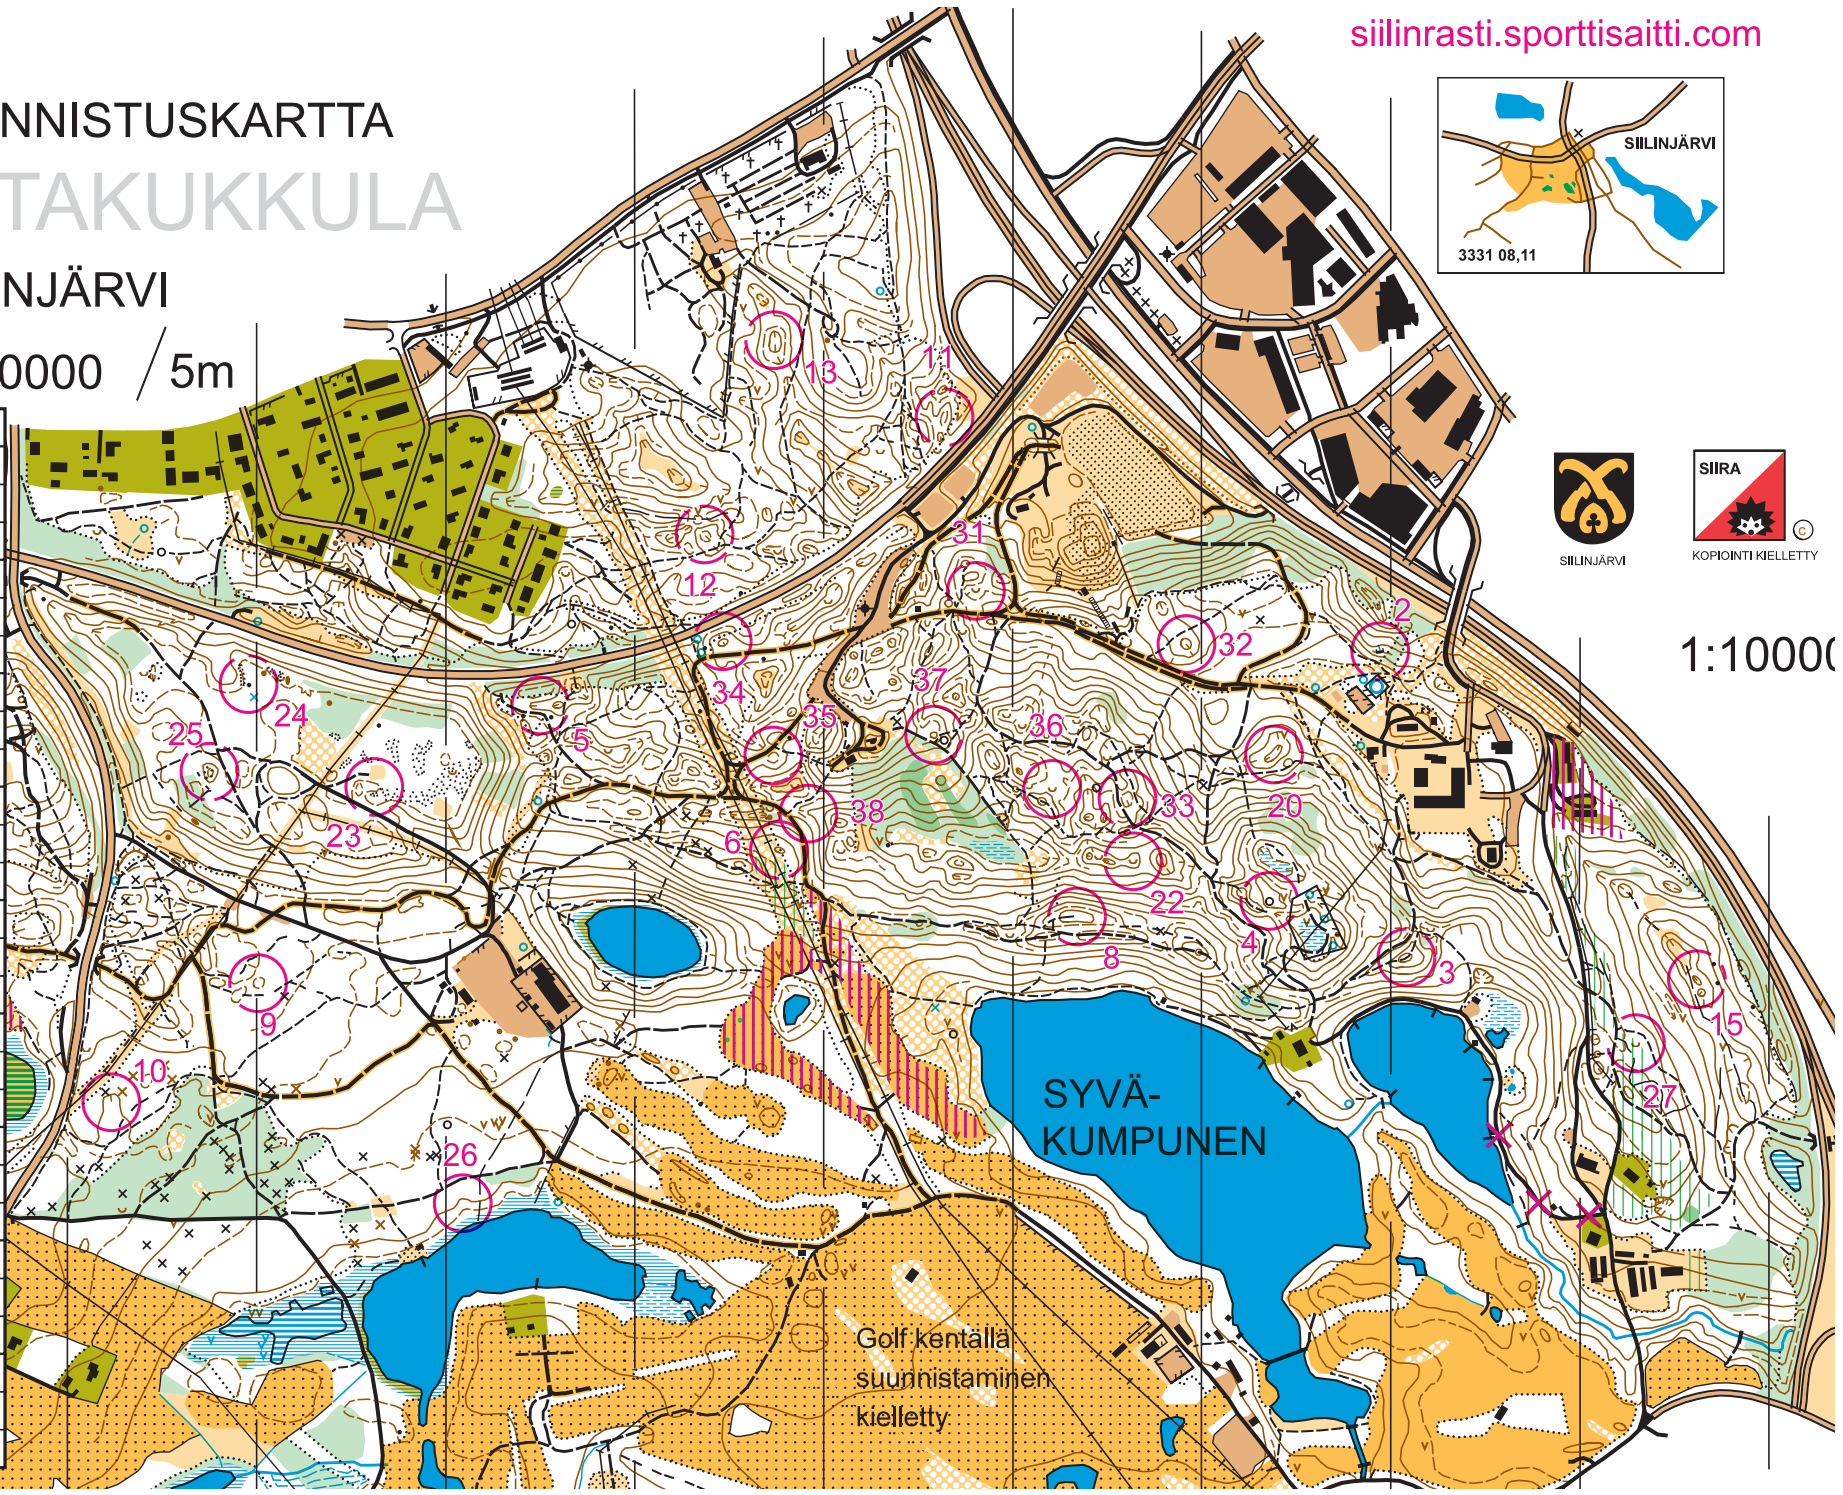 siilinrasti.sporttisaitti.com
NNISTUSKARTTA
TAKUKKULA
NJÄRVI
0000 / 5m
SIILINJÄRVI
3331 08,11
SIILINJÄRVI
SIIRA
C
KOPIOINTI KIELLETTY
1:10000
13
11
12
31
32
2
34
37
35
36
5
24
25
23
38
6
33
20
22
8
4
3
9
10
26
15
27
SYVÄ-
KUMPUNEN
Golf kentällä
suunnistaminen
kielletty